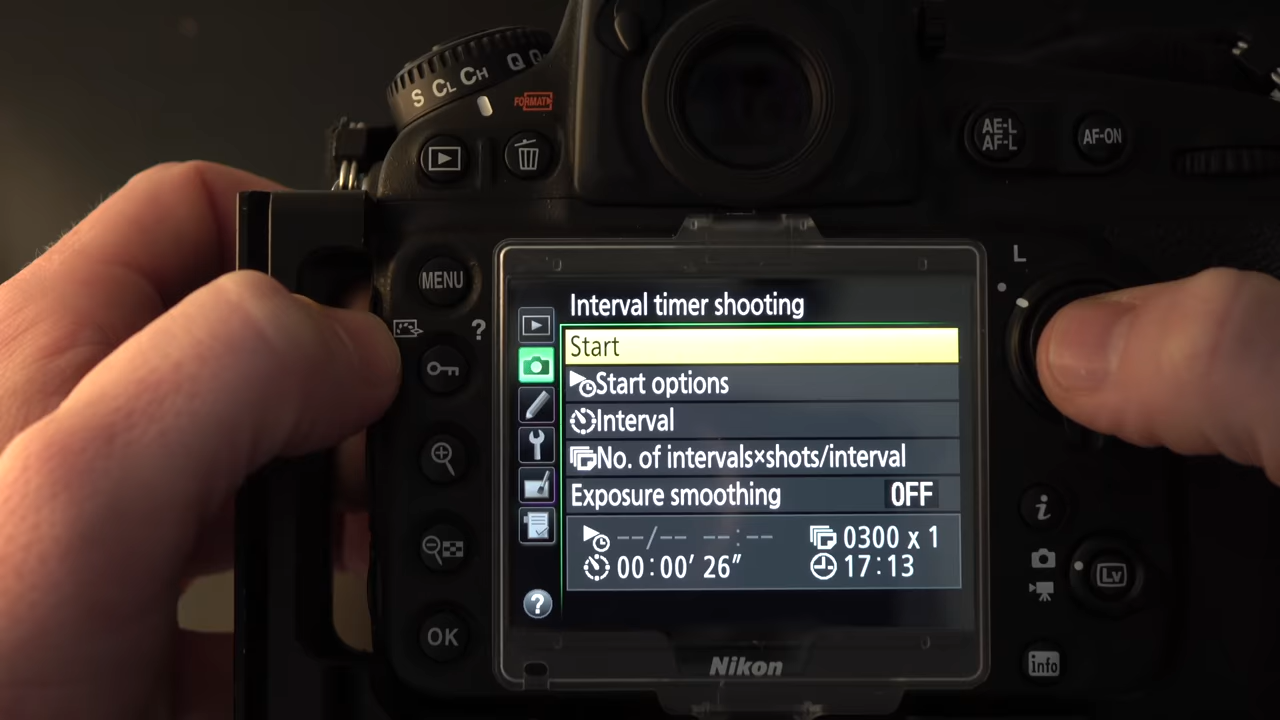 S CL CH Q Q
FORMAT
AE-L
AF-L
AF-ON
MENU
L
?
Interval timer shooting
Start
Start options
Interval
No. of intervals×shots/interval
Exposure smoothing OFF
--/-- --:--
0300 x 1
00:00′ 26″
17:13
?
OK
i
Lv
info
Nikon